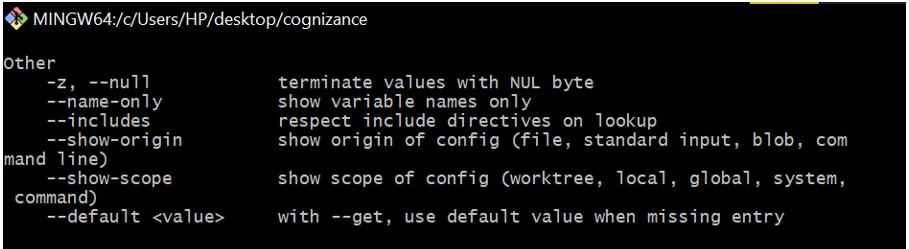 MINGW64:/c/Users/HP/desktop/cognizance
Other
    -z, --null            terminate values with NUL byte
    --name-only           show variable names only
    --includes            respect include directives on lookup
    --show-origin         show origin of config (file, standard input, blob, com
mand line)
    --show-scope          show scope of config (worktree, local, global, system,
 command)
    --default <value>     with --get, use default value when missing entry